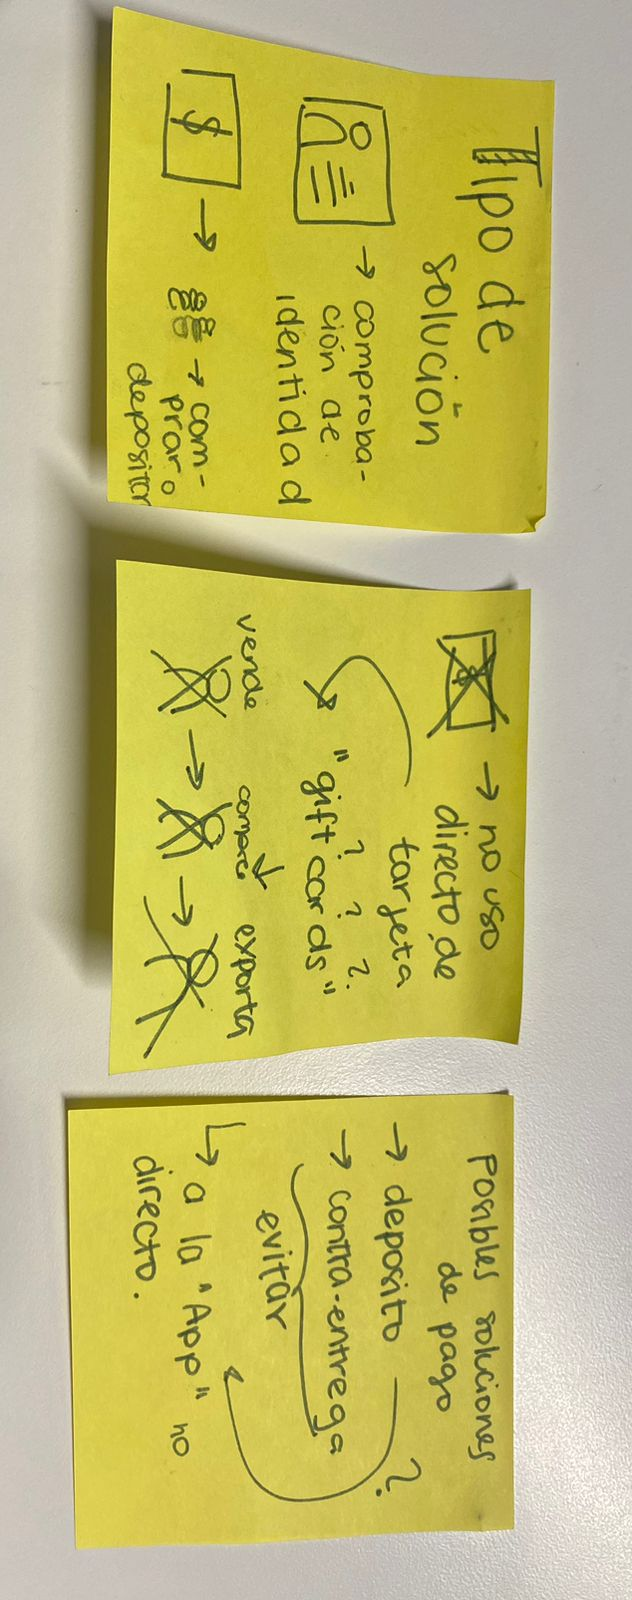 Tipo de
solución
$
→ comproba-
ción de
identidad
→ → com-
prar o
depositar
$
→ no uso
directo de
tarjeta
? ? ?
"gift cards"
vende → compra → exporta
Posibles soluciones
de pago
→ deposito ?
→ contra-entrega
evitar
↳ a la "App" no
directo.